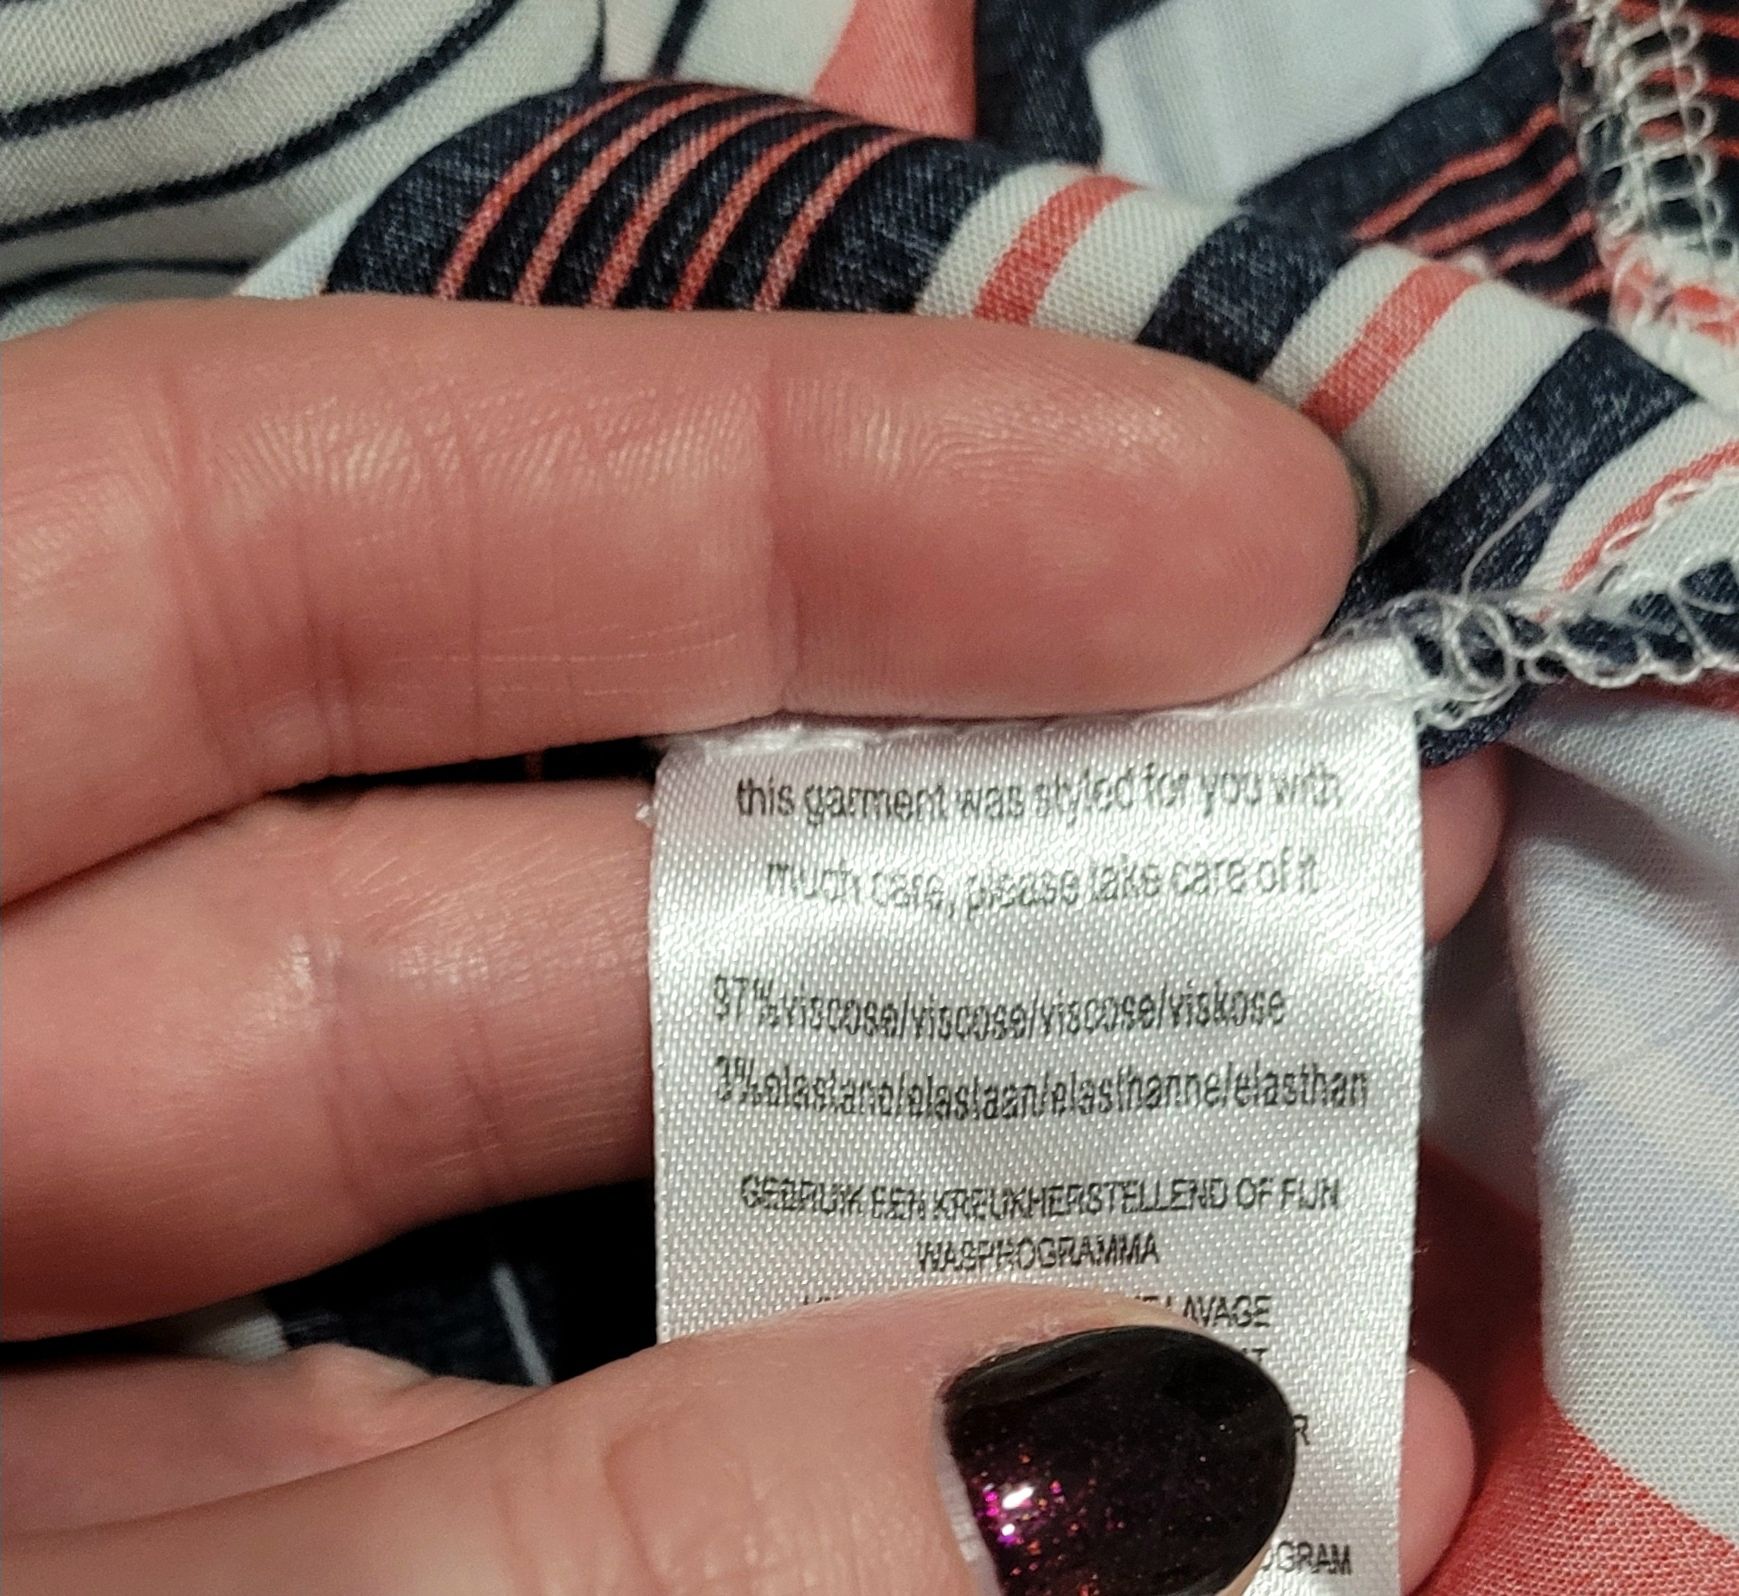 this garment was styled for you with
much care, please take care of it
97%viscose/viscose/viscose/viskose
3%elastane/elastaan/elasthanne/elasthan
GEBRUIK EEN KREUKHERSTELLEND OF FIJN
WASPROGRAMMA
LAVAGE